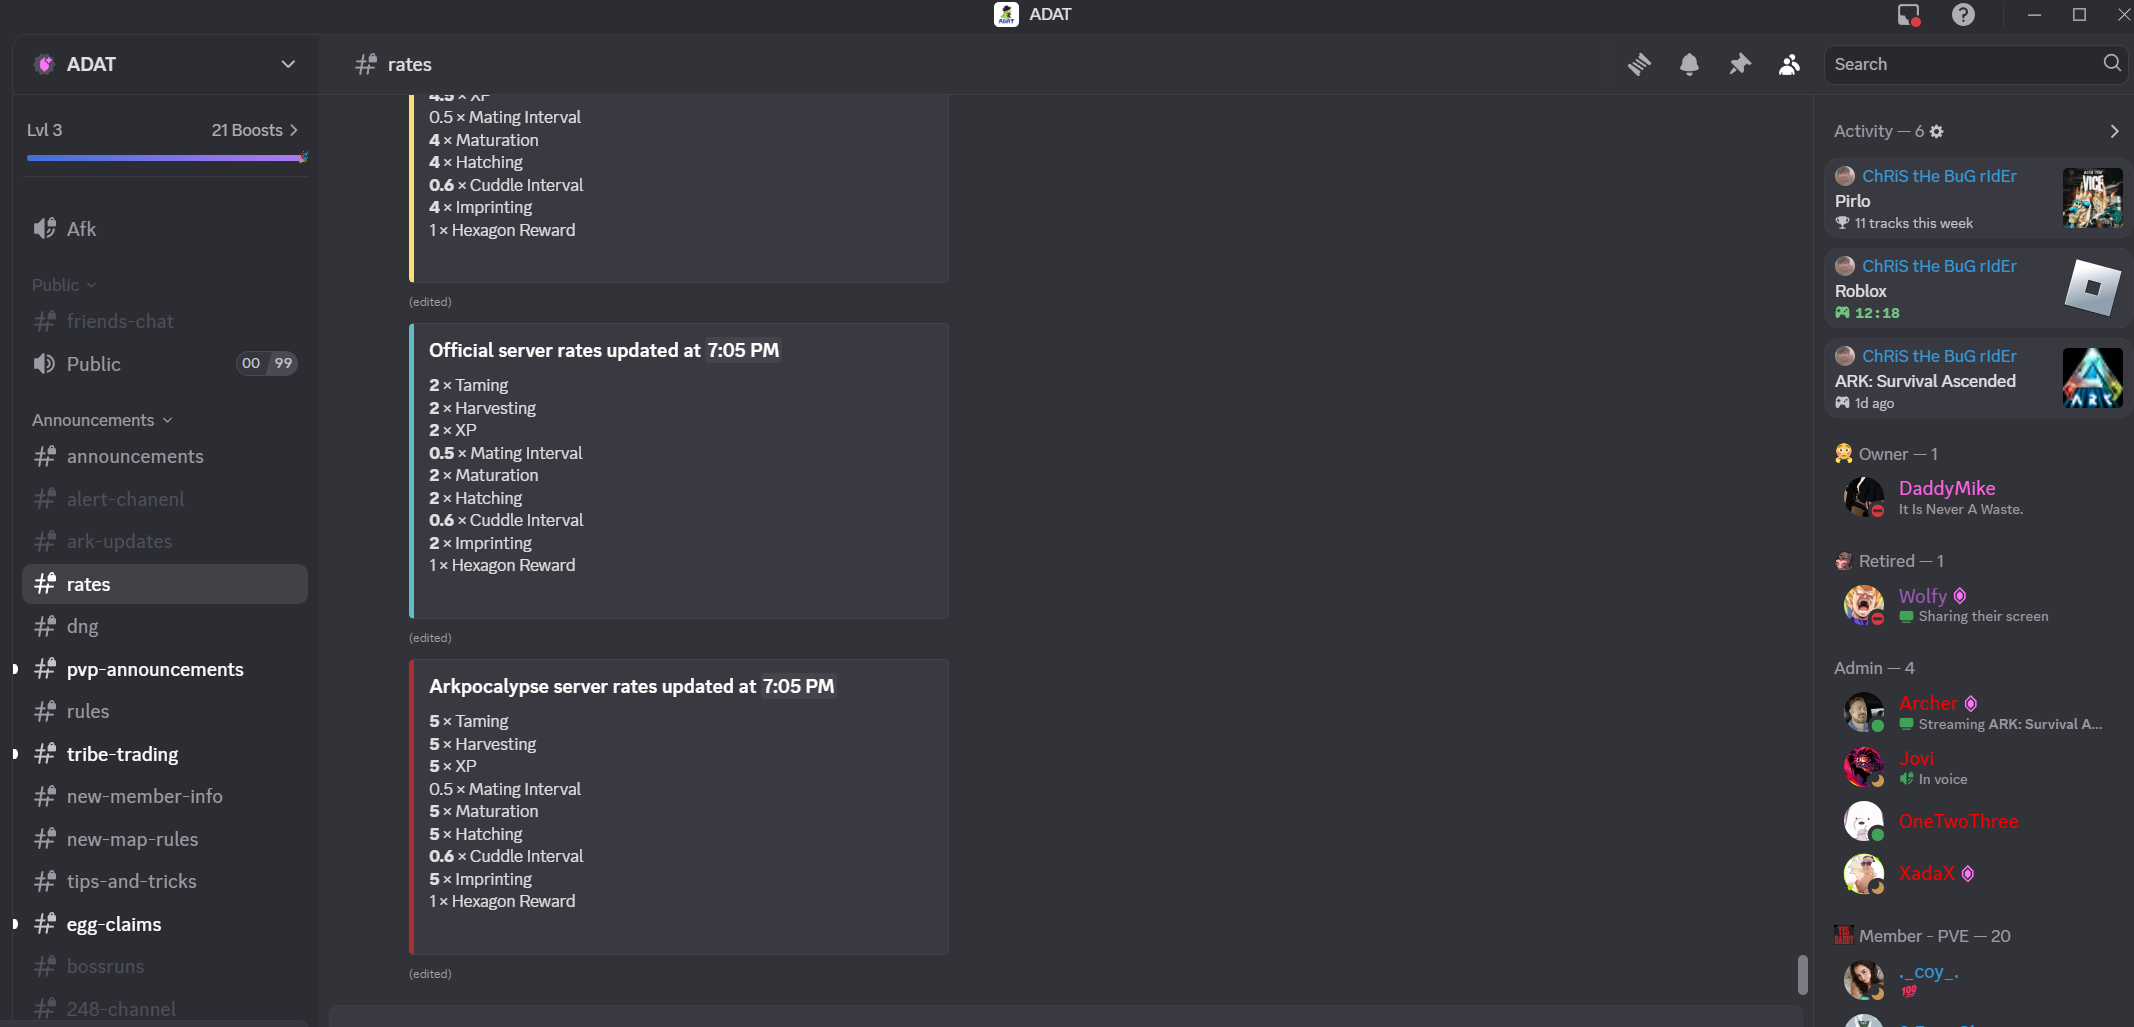 ADAT
ADAT
Lvl 3
21 Boosts
Afk
Public
friends-chat
Public
00 99
Announcements
announcements
alert-chanenl
ark-updates
rates
dng
pvp-announcements
rules
tribe-trading
new-member-info
new-map-rules
tips-and-tricks
egg-claims
bossruns
248-channel
rates
4.5 × XP
0.5 × Mating Interval
4 × Maturation
4 × Hatching
0.6 × Cuddle Interval
4 × Imprinting
1 × Hexagon Reward
(edited)
Official server rates updated at 7:05 PM
2 × Taming
2 × Harvesting
2 × XP
0.5 × Mating Interval
2 × Maturation
2 × Hatching
0.6 × Cuddle Interval
2 × Imprinting
1 × Hexagon Reward
(edited)
Arkpocalypse server rates updated at 7:05 PM
5 × Taming
5 × Harvesting
5 × XP
0.5 × Mating Interval
5 × Maturation
5 × Hatching
0.6 × Cuddle Interval
5 × Imprinting
1 × Hexagon Reward
(edited)
Search
Activity — 6
ChRiS tHe BuG rIdEr
Pirlo
11 tracks this week
VICE
ChRiS tHe BuG rIdEr
Roblox
12:18
ChRiS tHe BuG rIdEr
ARK: Survival Ascended
1d ago
ARK
Owner — 1
DaddyMike
It Is Never A Waste.
Retired — 1
Wolfy
Sharing their screen
Admin — 4
Archer
Streaming ARK: Survival A...
Jovi
In voice
OneTwoThree
XadaX
YES DADDY
Member - PVE — 20
._coy_.
100